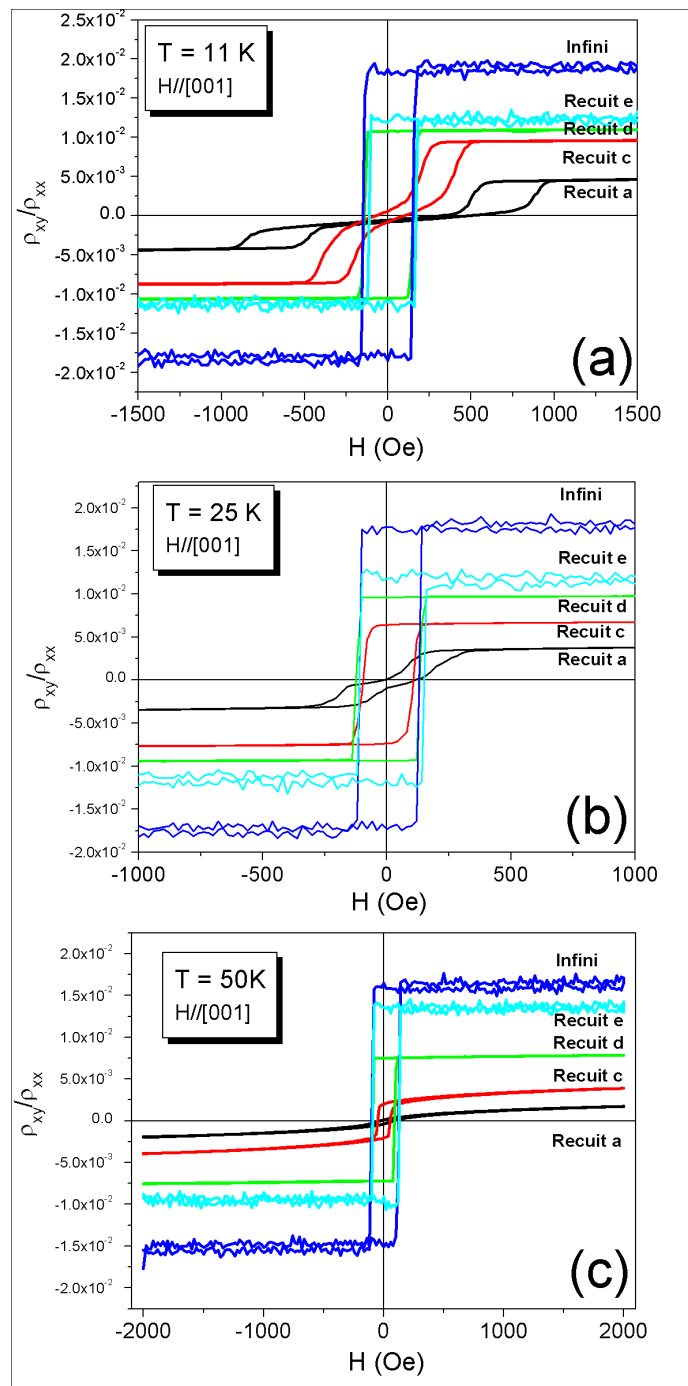 2.5x10⁻²
2.0x10⁻²
1.5x10⁻²
1.0x10⁻²
5.0x10⁻³
0.0
-5.0x10⁻³
-1.0x10⁻²
-1.5x10⁻²
-2.0x10⁻²
ρxy/ρxx
T = 11 K
H//[001]
Infini
Recuit e
Recuit d
Recuit c
Recuit a
(a)
-1500 -1000 -500 0 500 1000 1500
H (Oe)
2.0x10⁻²
1.5x10⁻²
1.0x10⁻²
5.0x10⁻³
0.0
-5.0x10⁻³
-1.0x10⁻²
-1.5x10⁻²
-2.0x10⁻²
ρxy/ρxx
T = 25 K
H//[001]
Infini
Recuit e
Recuit d
Recuit c
Recuit a
(b)
-1000 -500 0 500 1000
H (Oe)
2.0x10⁻²
1.5x10⁻²
1.0x10⁻²
5.0x10⁻³
0.0
-5.0x10⁻³
-1.0x10⁻²
-1.5x10⁻²
-2.0x10⁻²
ρxy/ρxx
T = 50K
H//[001]
Infini
Recuit e
Recuit d
Recuit c
Recuit a
(c)
-2000 -1000 0 1000 2000
H (Oe)